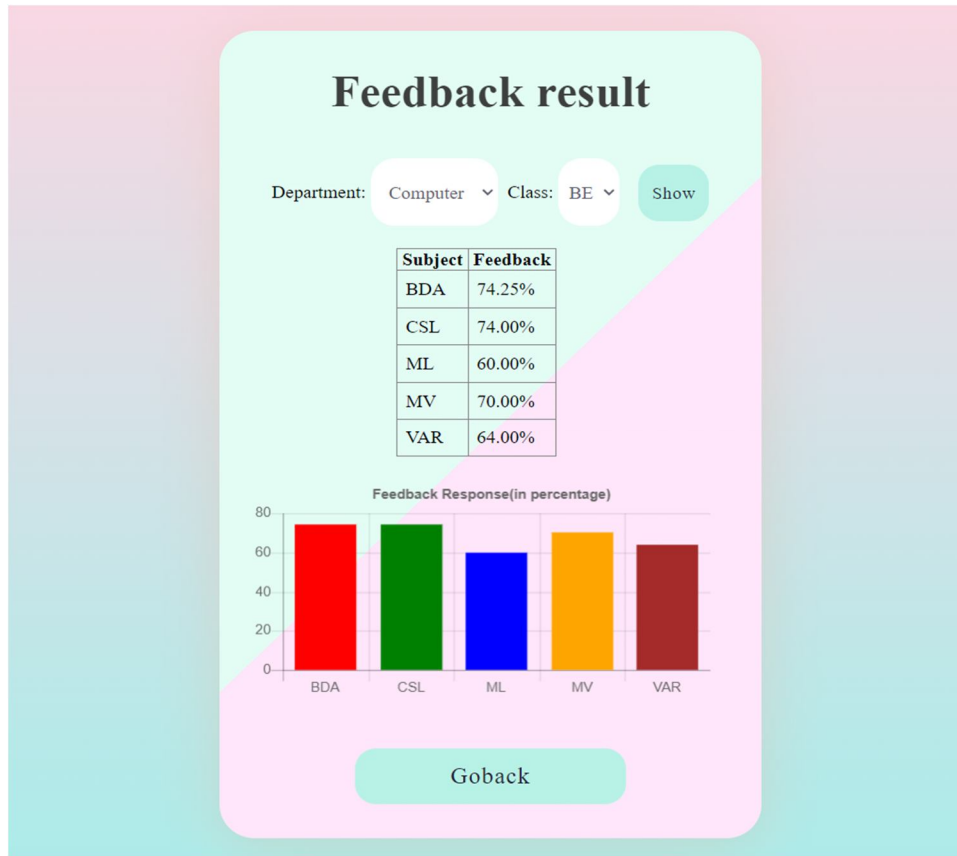 Feedback result
Department: Computer Class: BE Show
Subject Feedback
BDA 74.25%
CSL 74.00%
ML 60.00%
MV 70.00%
VAR 64.00%
Feedback Response(in percentage)
80
60
40
20
0
BDA CSL ML MV VAR
Goback